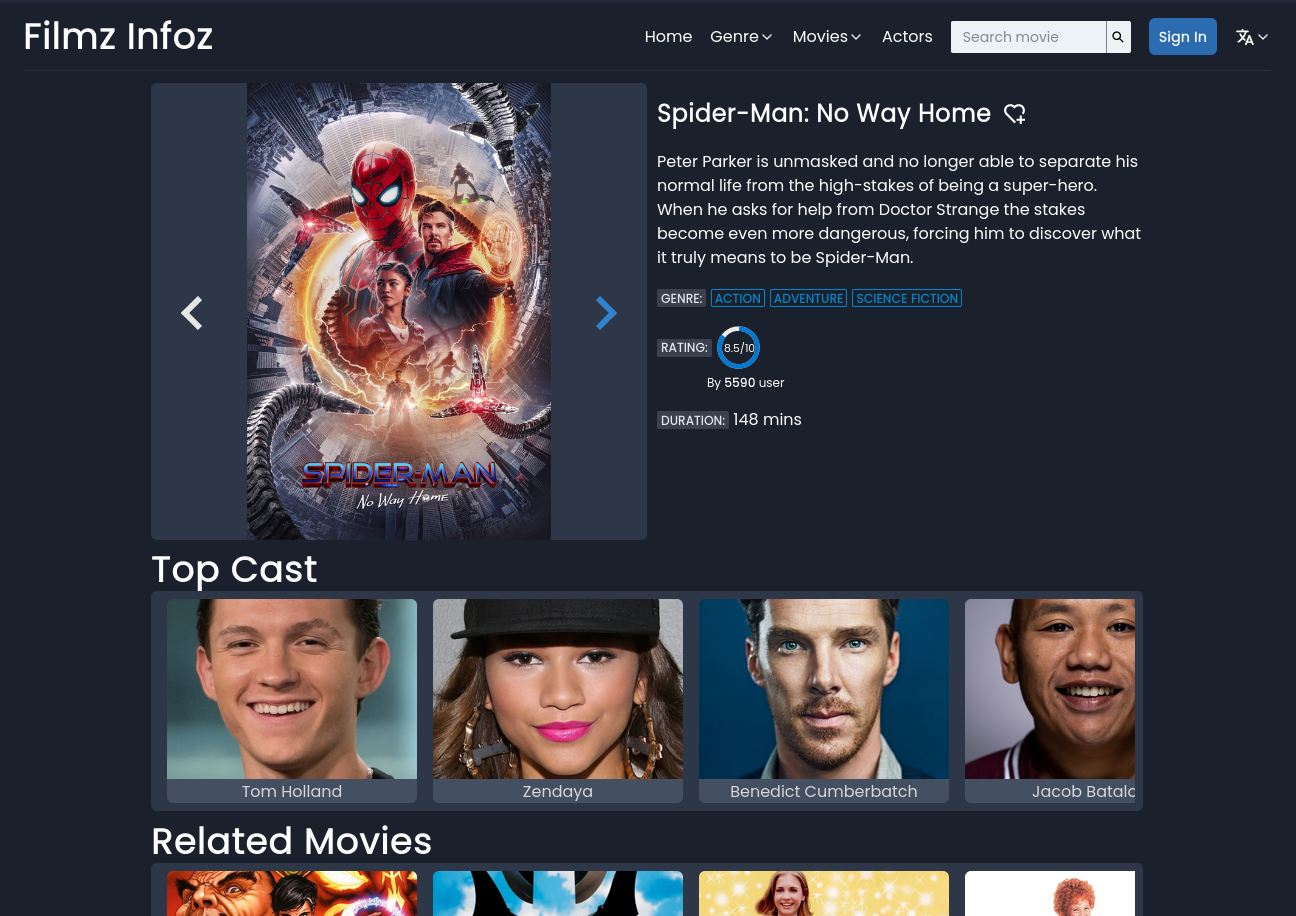 Filmz Infoz
Home
Genre
Movies
Actors
Search movie
Sign In
Spider-Man: No Way Home
Peter Parker is unmasked and no longer able to separate his
normal life from the high-stakes of being a super-hero.
When he asks for help from Doctor Strange the stakes
become even more dangerous, forcing him to discover what
it truly means to be Spider-Man.
GENRE: ACTION ADVENTURE SCIENCE FICTION
RATING: 8.5/10
By 5590 user
DURATION: 148 mins
SPIDER-MAN
No Way Home
Top Cast
Tom Holland
Zendaya
Benedict Cumberbatch
Jacob Batalo
Related Movies